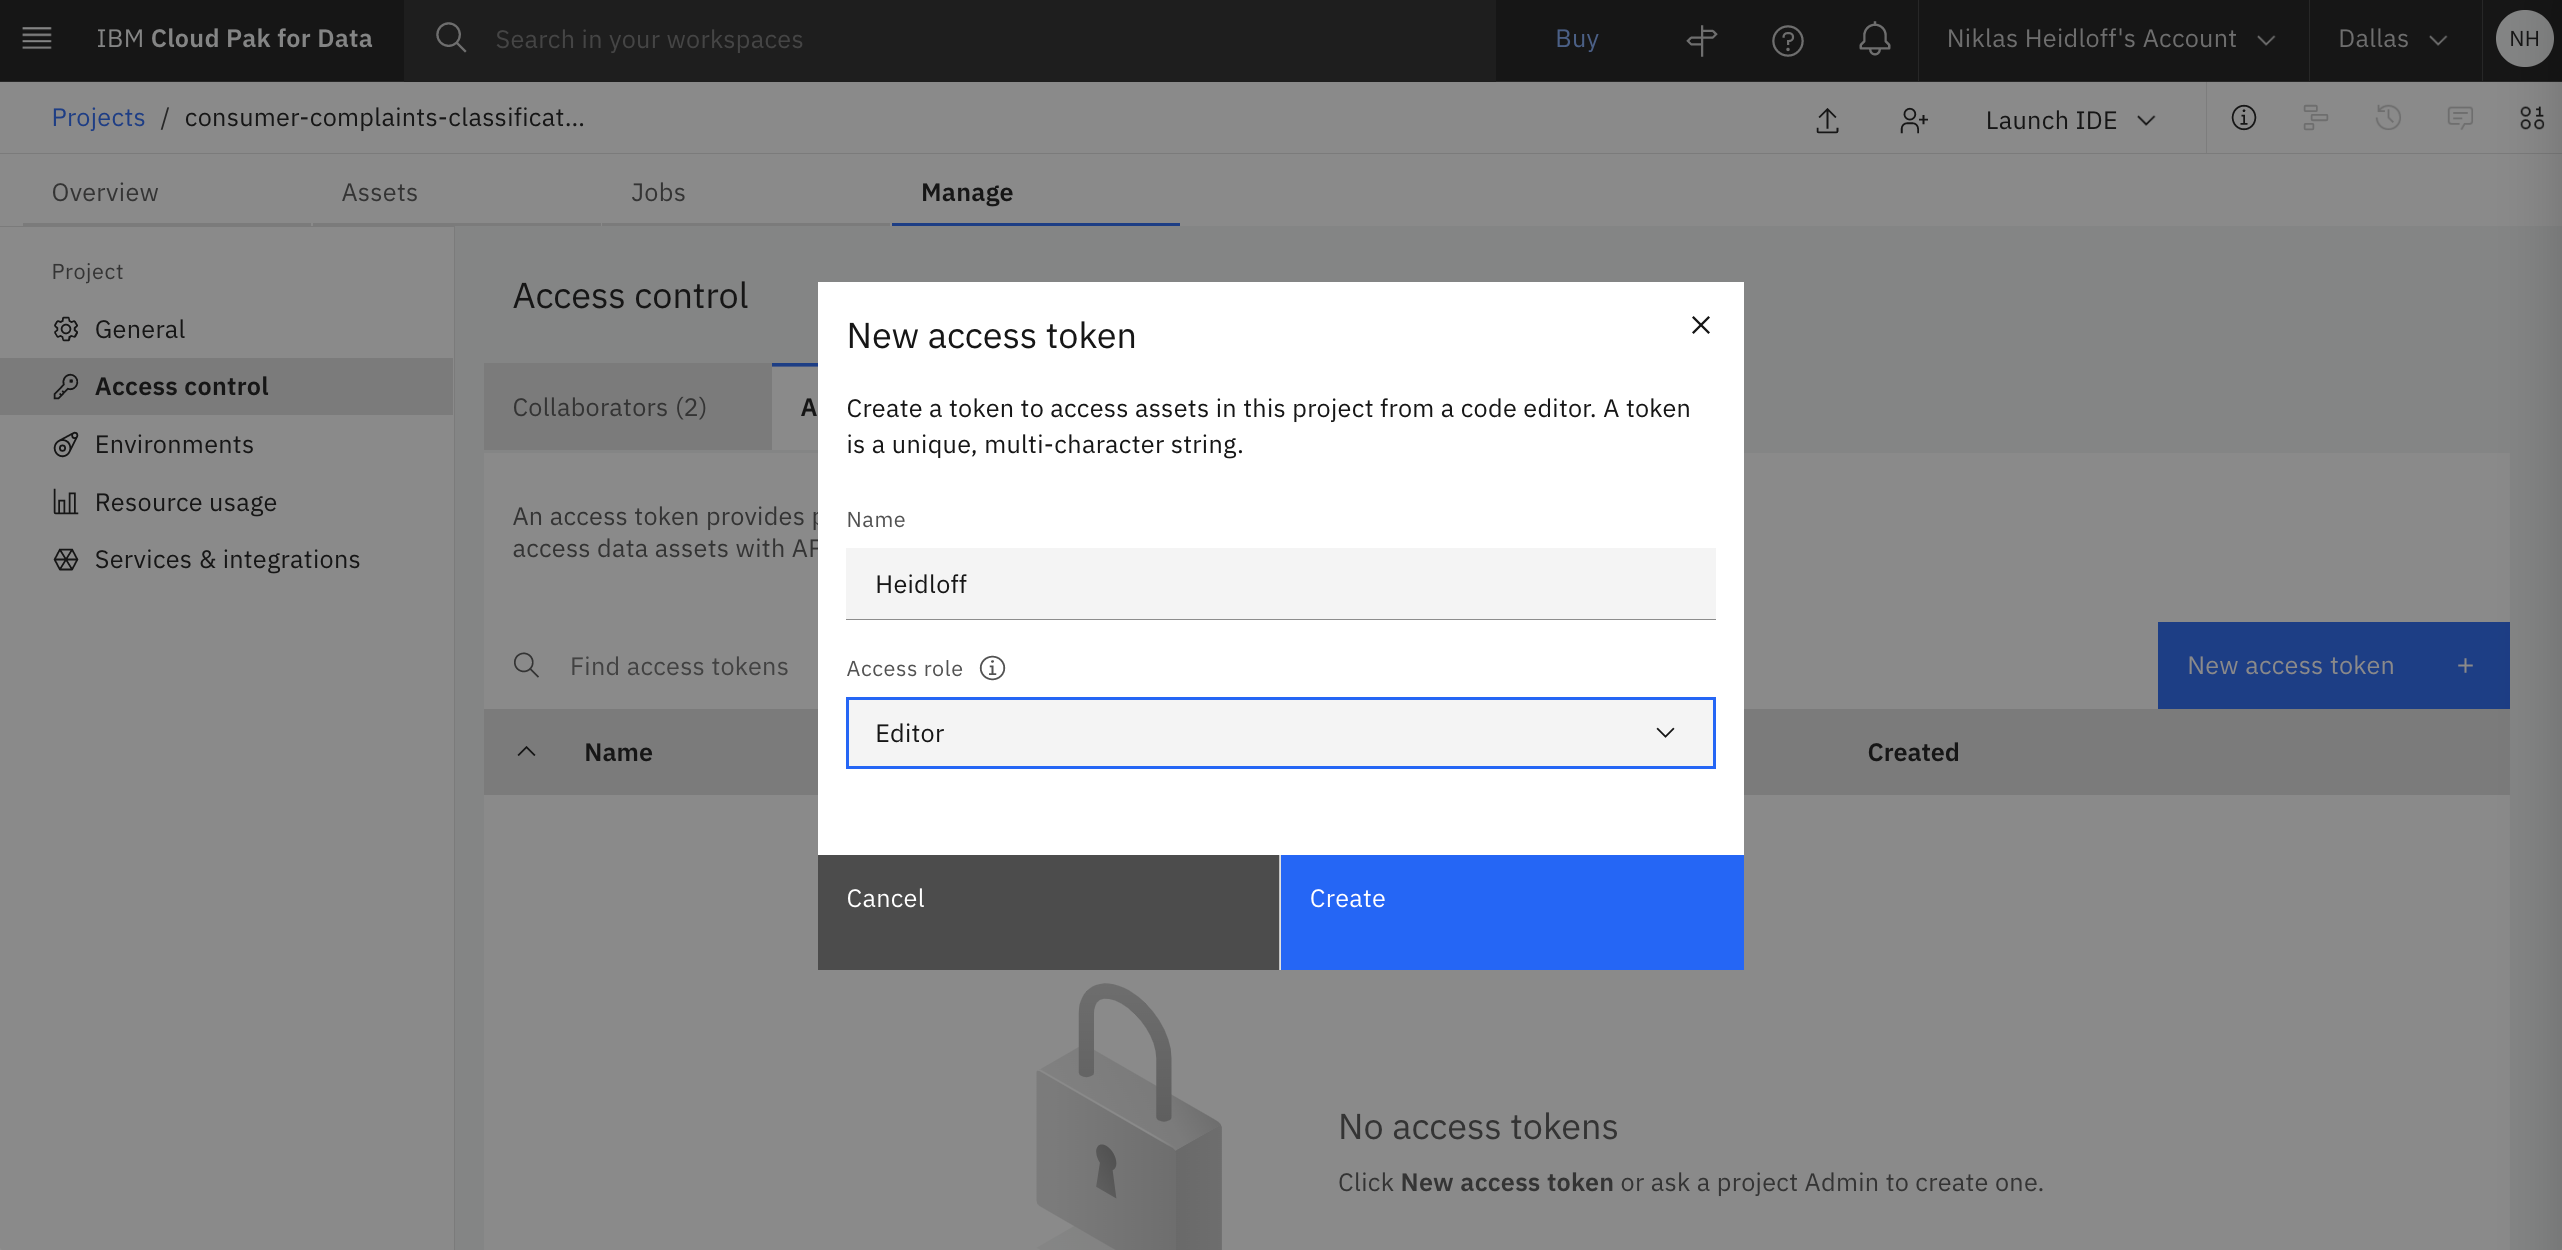 IBM Cloud Pak for Data
Search in your workspaces
Buy
Niklas Heidloff's Account
Dallas
NH
Projects / consumer-complaints-classificat...
Launch IDE
Overview
Assets
Jobs
Manage
Project
General
Access control
Environments
Resource usage
Services & integrations
Access control
Collaborators (2)
A
An access token provides
access data assets with
Find access tokens
New access token +
Name
Created
New access token
Create a token to access assets in this project from a code editor. A token
is a unique, multi-character string.
Name
Heidloff
Access role
Editor
Cancel
Create
No access tokens
Click New access token or ask a project Admin to create one.